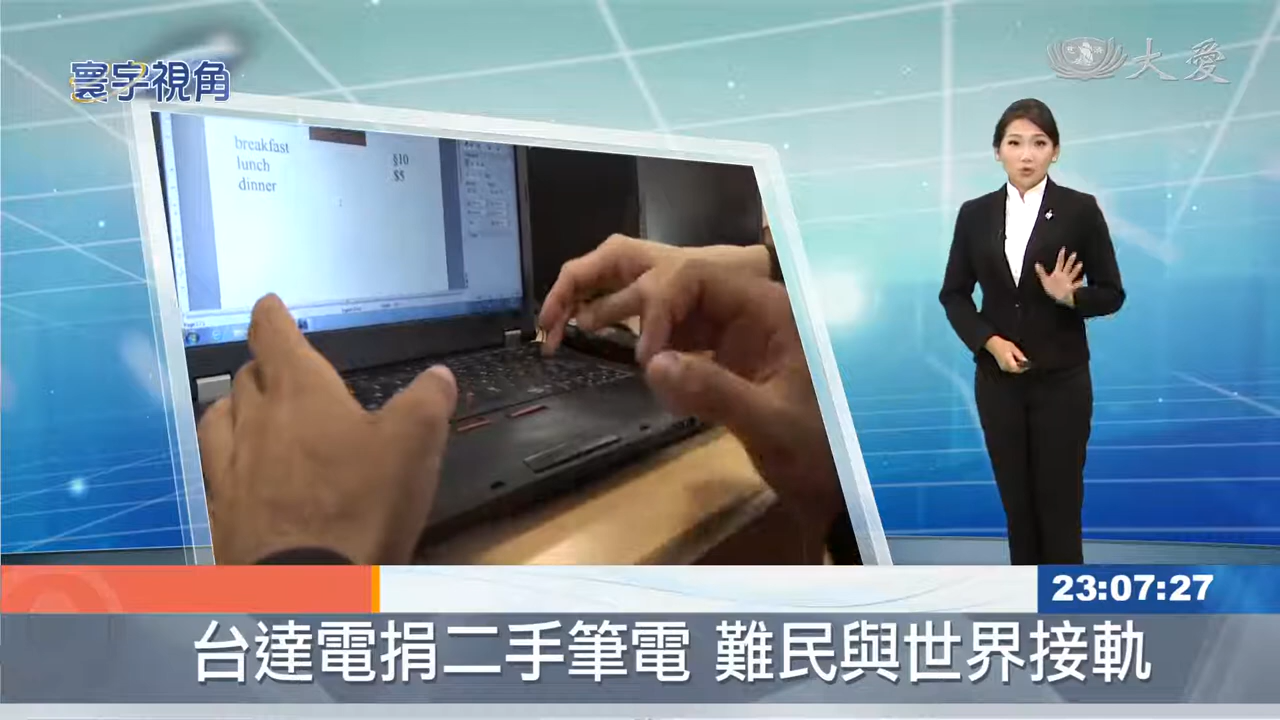 寰宇視角
大愛
breakfast
lunch §10
dinner $5
23:07:27
台達電捐二手筆電 難民與世界接軌